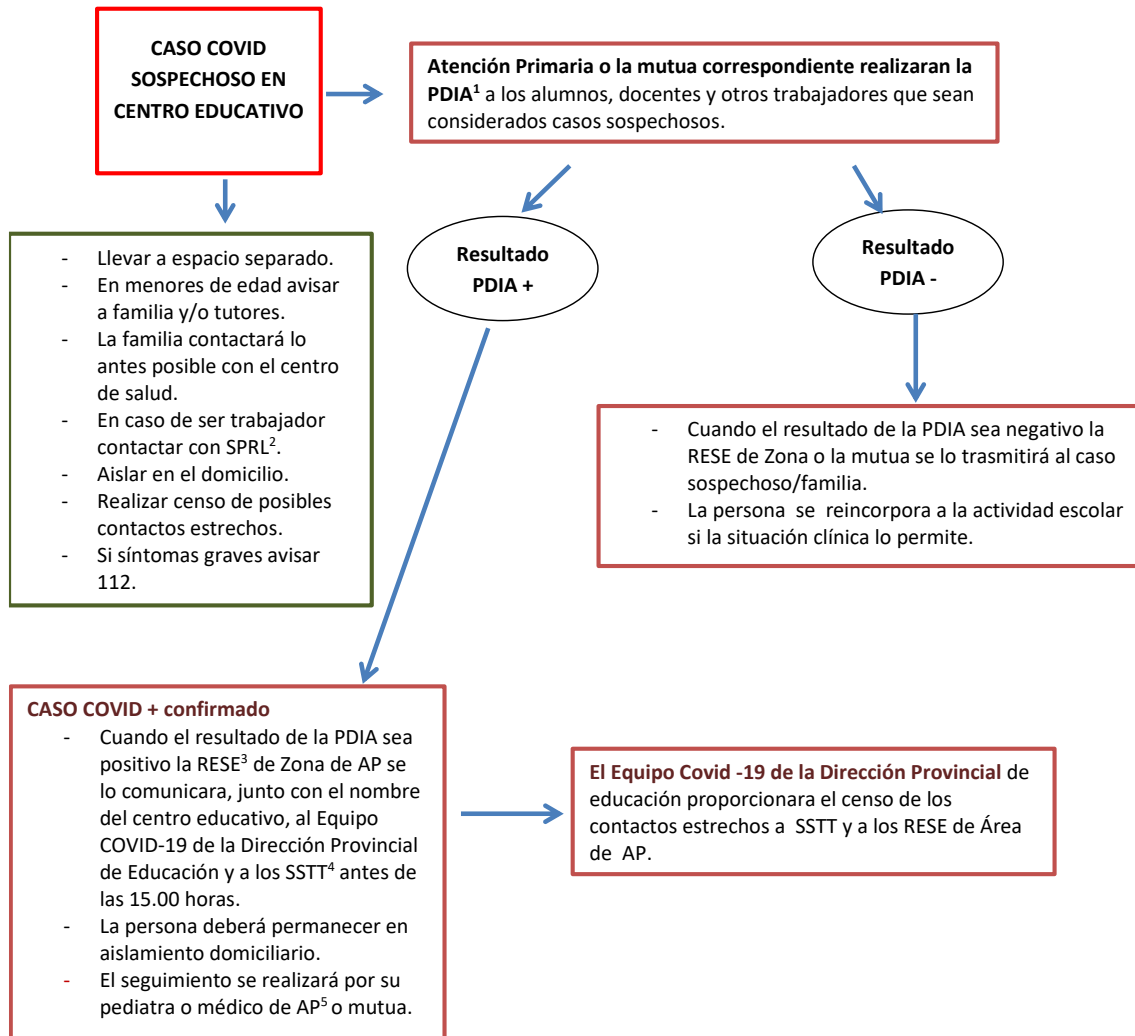 CASO COVID
SOSPECHOSO EN
CENTRO EDUCATIVO
Atención Primaria o la mutua correspondiente realizaran la
PDIA¹ a los alumnos, docentes y otros trabajadores que sean
considerados casos sospechosos.
- Llevar a espacio separado.
- En menores de edad avisar
a familia y/o tutores.
- La familia contactará lo
antes posible con el centro
de salud.
- En caso de ser trabajador
contactar con SPRL².
- Aislar en el domicilio.
- Realizar censo de posibles
contactos estrechos.
- Si síntomas graves avisar
112.
Resultado
PDIA +
Resultado
PDIA -
- Cuando el resultado de la PDIA sea negativo la
RESE de Zona o la mutua se lo trasmitirá al caso
sospechoso/familia.
- La persona se reincorpora a la actividad escolar
si la situación clínica lo permite.
CASO COVID + confirmado
- Cuando el resultado de la PDIA sea
positivo la RESE³ de Zona de AP se
lo comunicara, junto con el nombre
del centro educativo, al Equipo
COVID-19 de la Dirección Provincial
de Educación y a los SSTT⁴ antes de
las 15.00 horas.
- La persona deberá permanecer en
aislamiento domiciliario.
- El seguimiento se realizará por su
pediatra o médico de AP⁵ o mutua.
El Equipo Covid -19 de la Dirección Provincial de
educación proporcionara el censo de los
contactos estrechos a SSTT y a los RESE de Área
de AP.